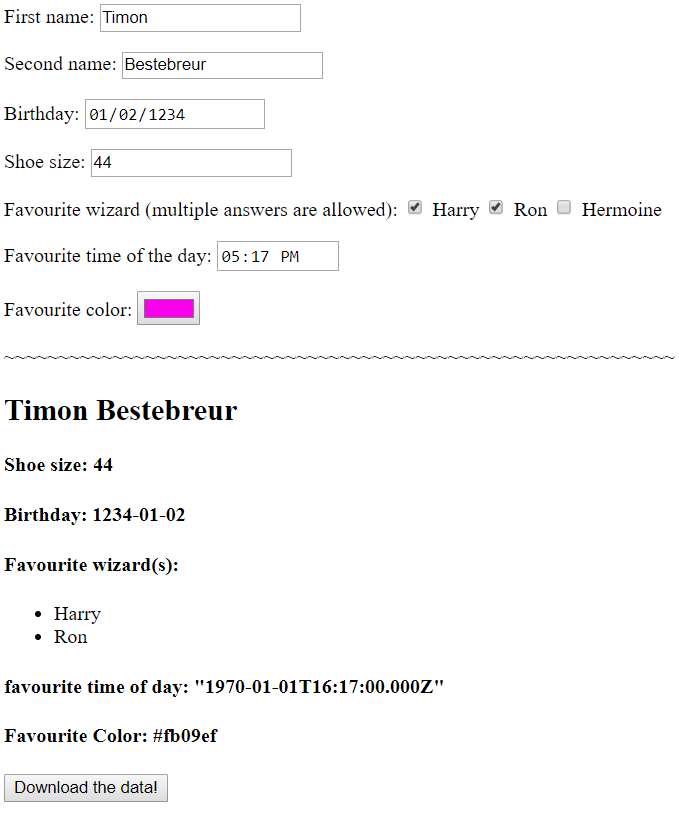 First name: Timon
Second name: Bestebreur
Birthday: 01/02/1234
Shoe size: 44
Favourite wizard (multiple answers are allowed): Harry Ron Hermoine
Favourite time of the day: 05:17 PM
Favourite color:
~~~~~~~~~~~~~~~~~~~~~~~~~~~~~~~~~~~~~~~~~~~~~~~~~~~~~~~~~~~~~~
Timon Bestebreur
Shoe size: 44
Birthday: 1234-01-02
Favourite wizard(s):
• Harry
• Ron
favourite time of day: "1970-01-01T16:17:00.000Z"
Favourite Color: #fb09ef
Download the data!